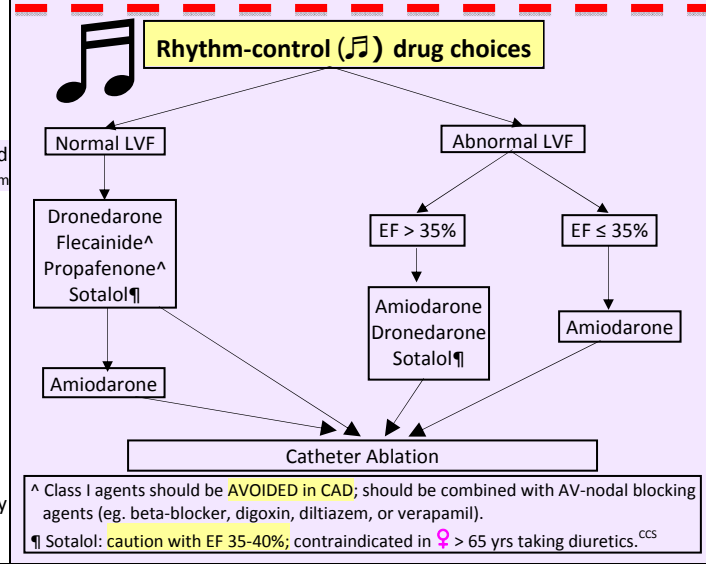 Rhythm-control (♫) drug choices
Normal LVF
Abnormal LVF
d
m
Dronedarone
Flecainide^
Propafenone^
Sotalol¶
EF > 35%
EF ≤ 35%
Amiodarone
Dronedarone
Sotalol¶
Amiodarone
Amiodarone
Catheter Ablation
y
^ Class I agents should be AVOIDED in CAD; should be combined with AV-nodal blocking
agents (eg. beta-blocker, digoxin, diltiazem, or verapamil).
¶ Sotalol: caution with EF 35-40%; contraindicated in ♀ > 65 yrs taking diuretics.CCS